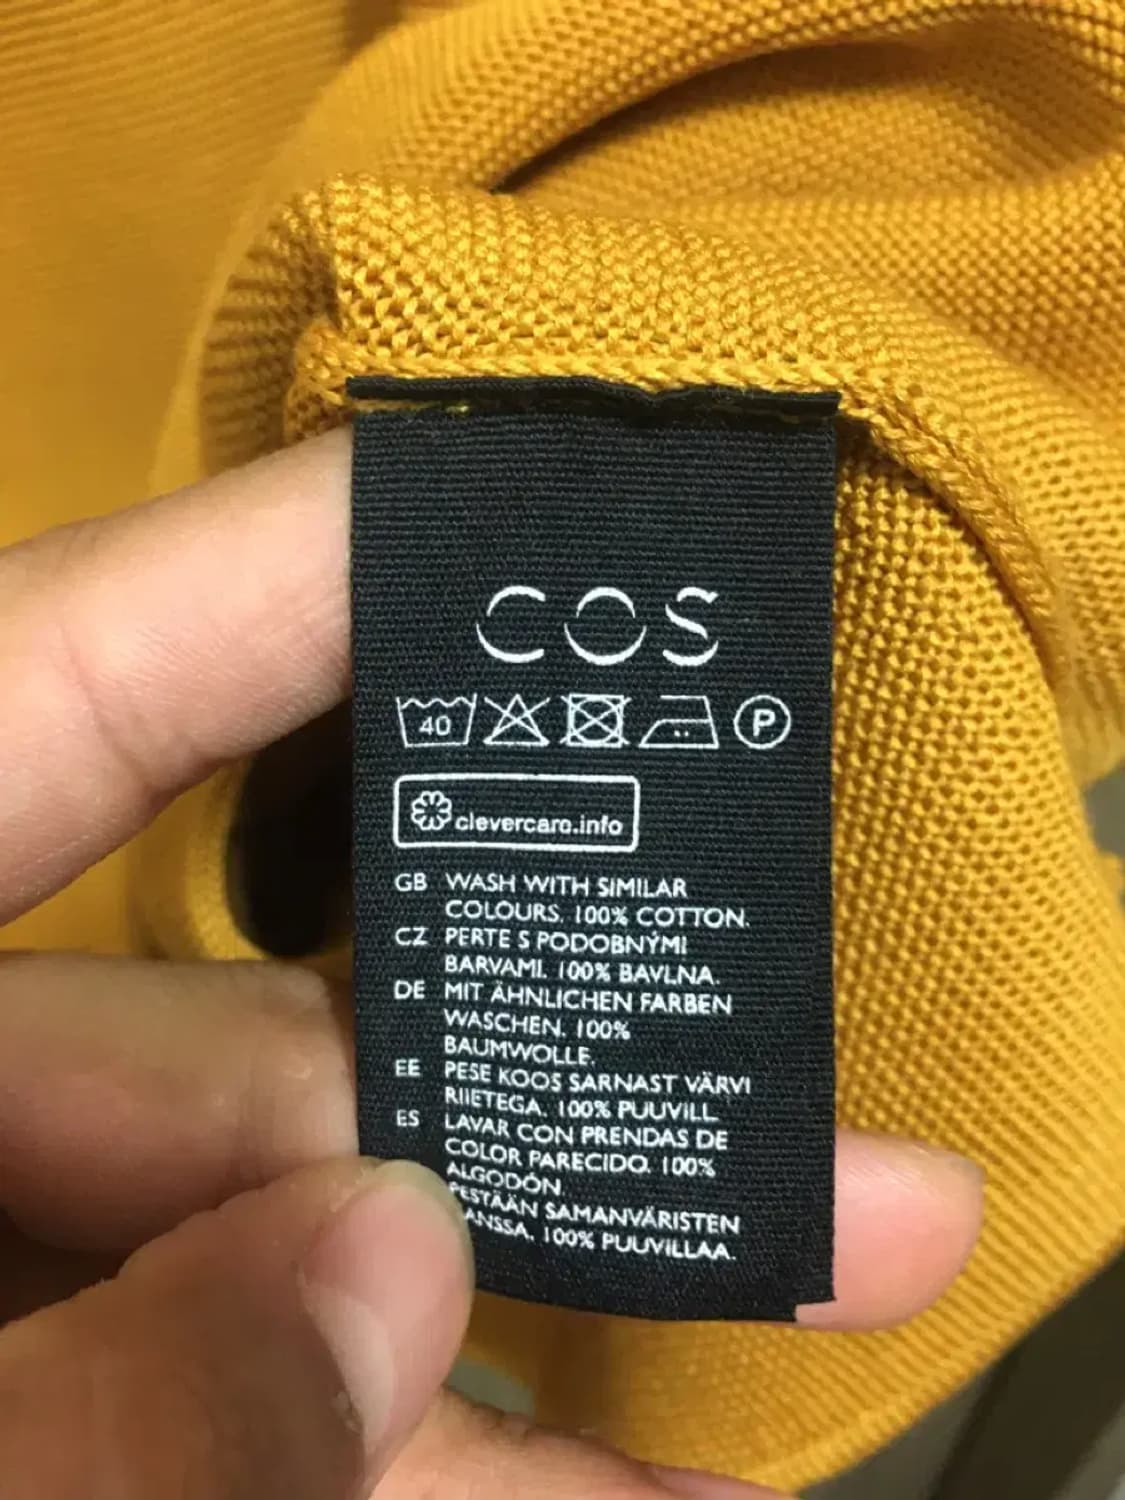 COS
40 P
clevercare.info
GB WASH WITH SIMILAR
COLOURS. 100% COTTON.
CZ PERTE S PODOBNÝMI
BARVAMI. 100% BAVLNA.
DE MIT ÄHNLICHEN FARBEN
WASCHEN. 100%
BAUMWOLLE.
EE PESE KOOS SARNAST VÄRVI
RIIETEGA. 100% PUUVILL
ES LAVAR CON PRENDAS DE
COLOR PARECIDO. 100%
ALGODÓN.
SAMANVÄRISTEN
100% PUUVILLAA.